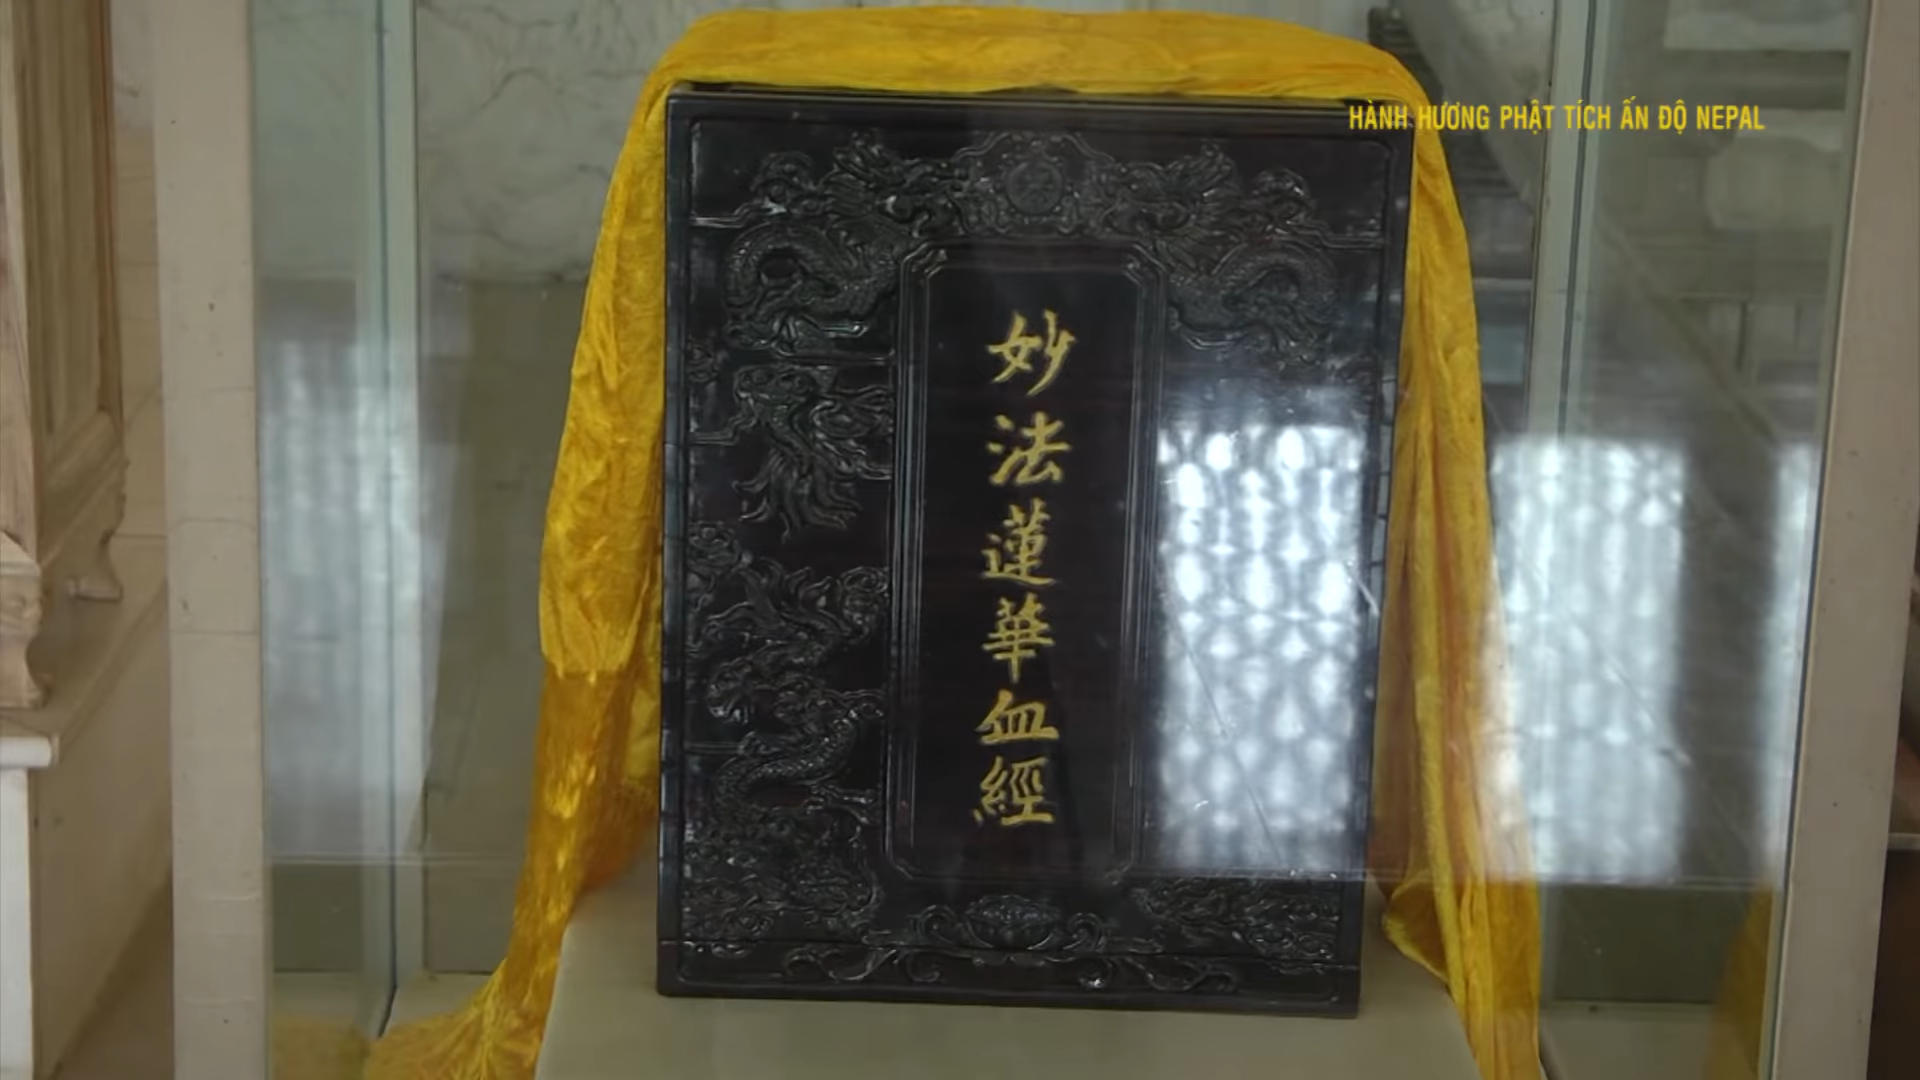 HÀNH HƯƠNG PHẬT TÍCH ẤN ĐỘ NEPAL
妙法蓮華血經